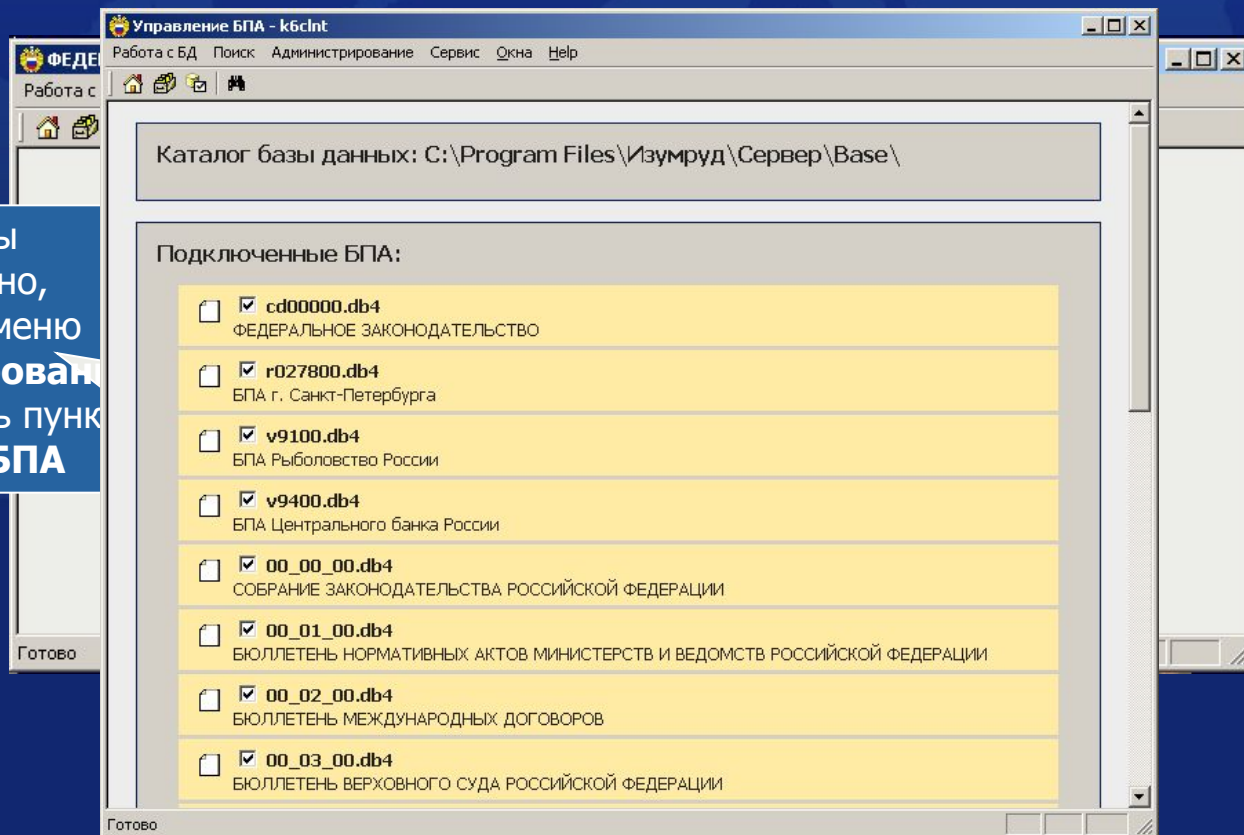 Управление БПА - k6clnt
Работа с БД Поиск Администрирование Сервис Окна Help
Каталог базы данных: C:\Program Files\Изумруд\Сервер\Base\
Подключенные БПА:
cd00000.db4
ФЕДЕРАЛЬНОЕ ЗАКОНОДАТЕЛЬСТВО
r027800.db4
БПА г. Санкт-Петербурга
v9100.db4
БПА Рыболовство России
v9400.db4
БПА Центрального банка России
00_00_00.db4
СОБРАНИЕ ЗАКОНОДАТЕЛЬСТВА РОССИЙСКОЙ ФЕДЕРАЦИИ
00_01_00.db4
БЮЛЛЕТЕНЬ НОРМАТИВНЫХ АКТОВ МИНИСТЕРСТВ И ВЕДОМСТВ РОССИЙСКОЙ ФЕДЕРАЦИИ
00_02_00.db4
БЮЛЛЕТЕНЬ МЕЖДУНАРОДНЫХ ДОГОВОРОВ
00_03_00.db4
БЮЛЛЕТЕНЬ ВЕРХОВНОГО СУДА РОССИЙСКОЙ ФЕДЕРАЦИИ
Готово
ФЕДЕ
Работа с
меню
БПА
Готово